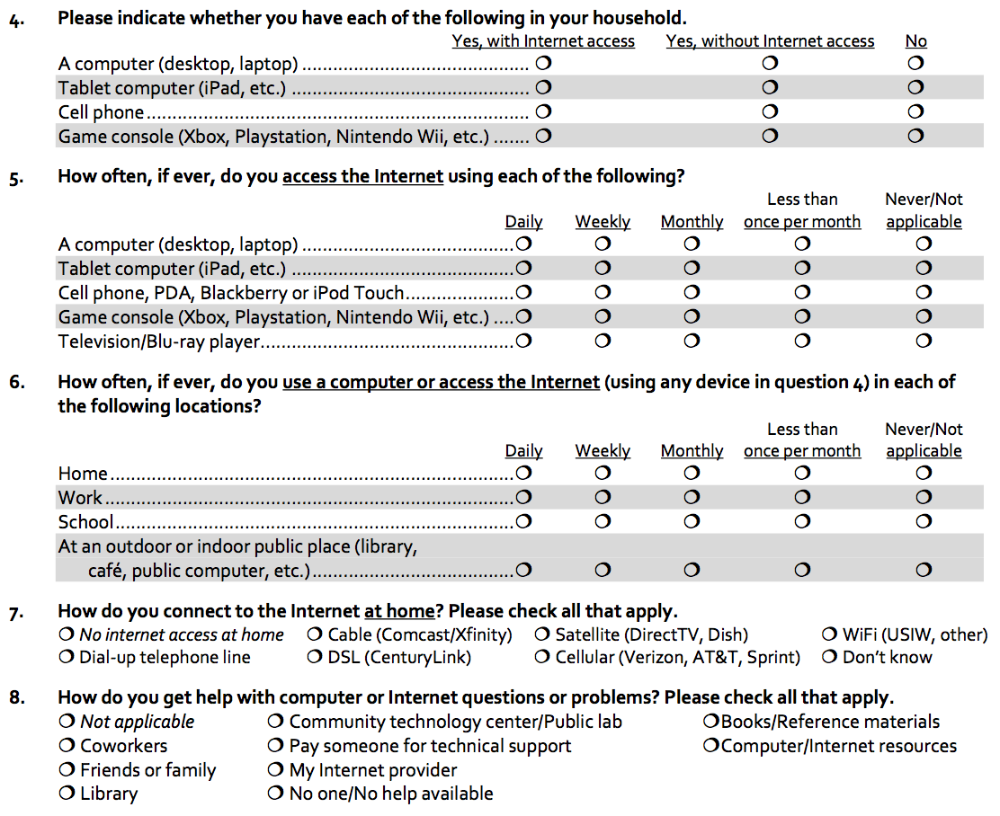 4. Please indicate whether you have each of the following in your household.
Yes, with Internet access Yes, without Internet access No
A computer (desktop, laptop) ............................................
Tablet computer (iPad, etc.) ..............................................
Cell phone.........................................................................
Game console (Xbox, Playstation, Nintendo Wii, etc.) .......
5. How often, if ever, do you access the Internet using each of the following?
Less than Never/Not
Daily Weekly Monthly once per month applicable
A computer (desktop, laptop) ........................................
Tablet computer (iPad, etc.) ..........................................
Cell phone, PDA, Blackberry or iPod Touch.....................
Game console (Xbox, Playstation, Nintendo Wii, etc.) ....
Television/Blu-ray player................................................
6. How often, if ever, do you use a computer or access the Internet (using any device in question 4) in each of
the following locations?
Less than Never/Not
Daily Weekly Monthly once per month applicable
Home.............................................................................
Work ..............................................................................
School............................................................................
At an outdoor or indoor public place (library,
café, public computer, etc.).......................................
7. How do you connect to the Internet at home? Please check all that apply.
No internet access at home Cable (Comcast/Xfinity) Satellite (DirectTV, Dish) WiFi (USIW, other)
Dial-up telephone line DSL (CenturyLink) Cellular (Verizon, AT&T, Sprint) Don't know
8. How do you get help with computer or Internet questions or problems? Please check all that apply.
Not applicable Community technology center/Public lab Books/Reference materials
Coworkers Pay someone for technical support Computer/Internet resources
Friends or family My Internet provider
Library No one/No help available